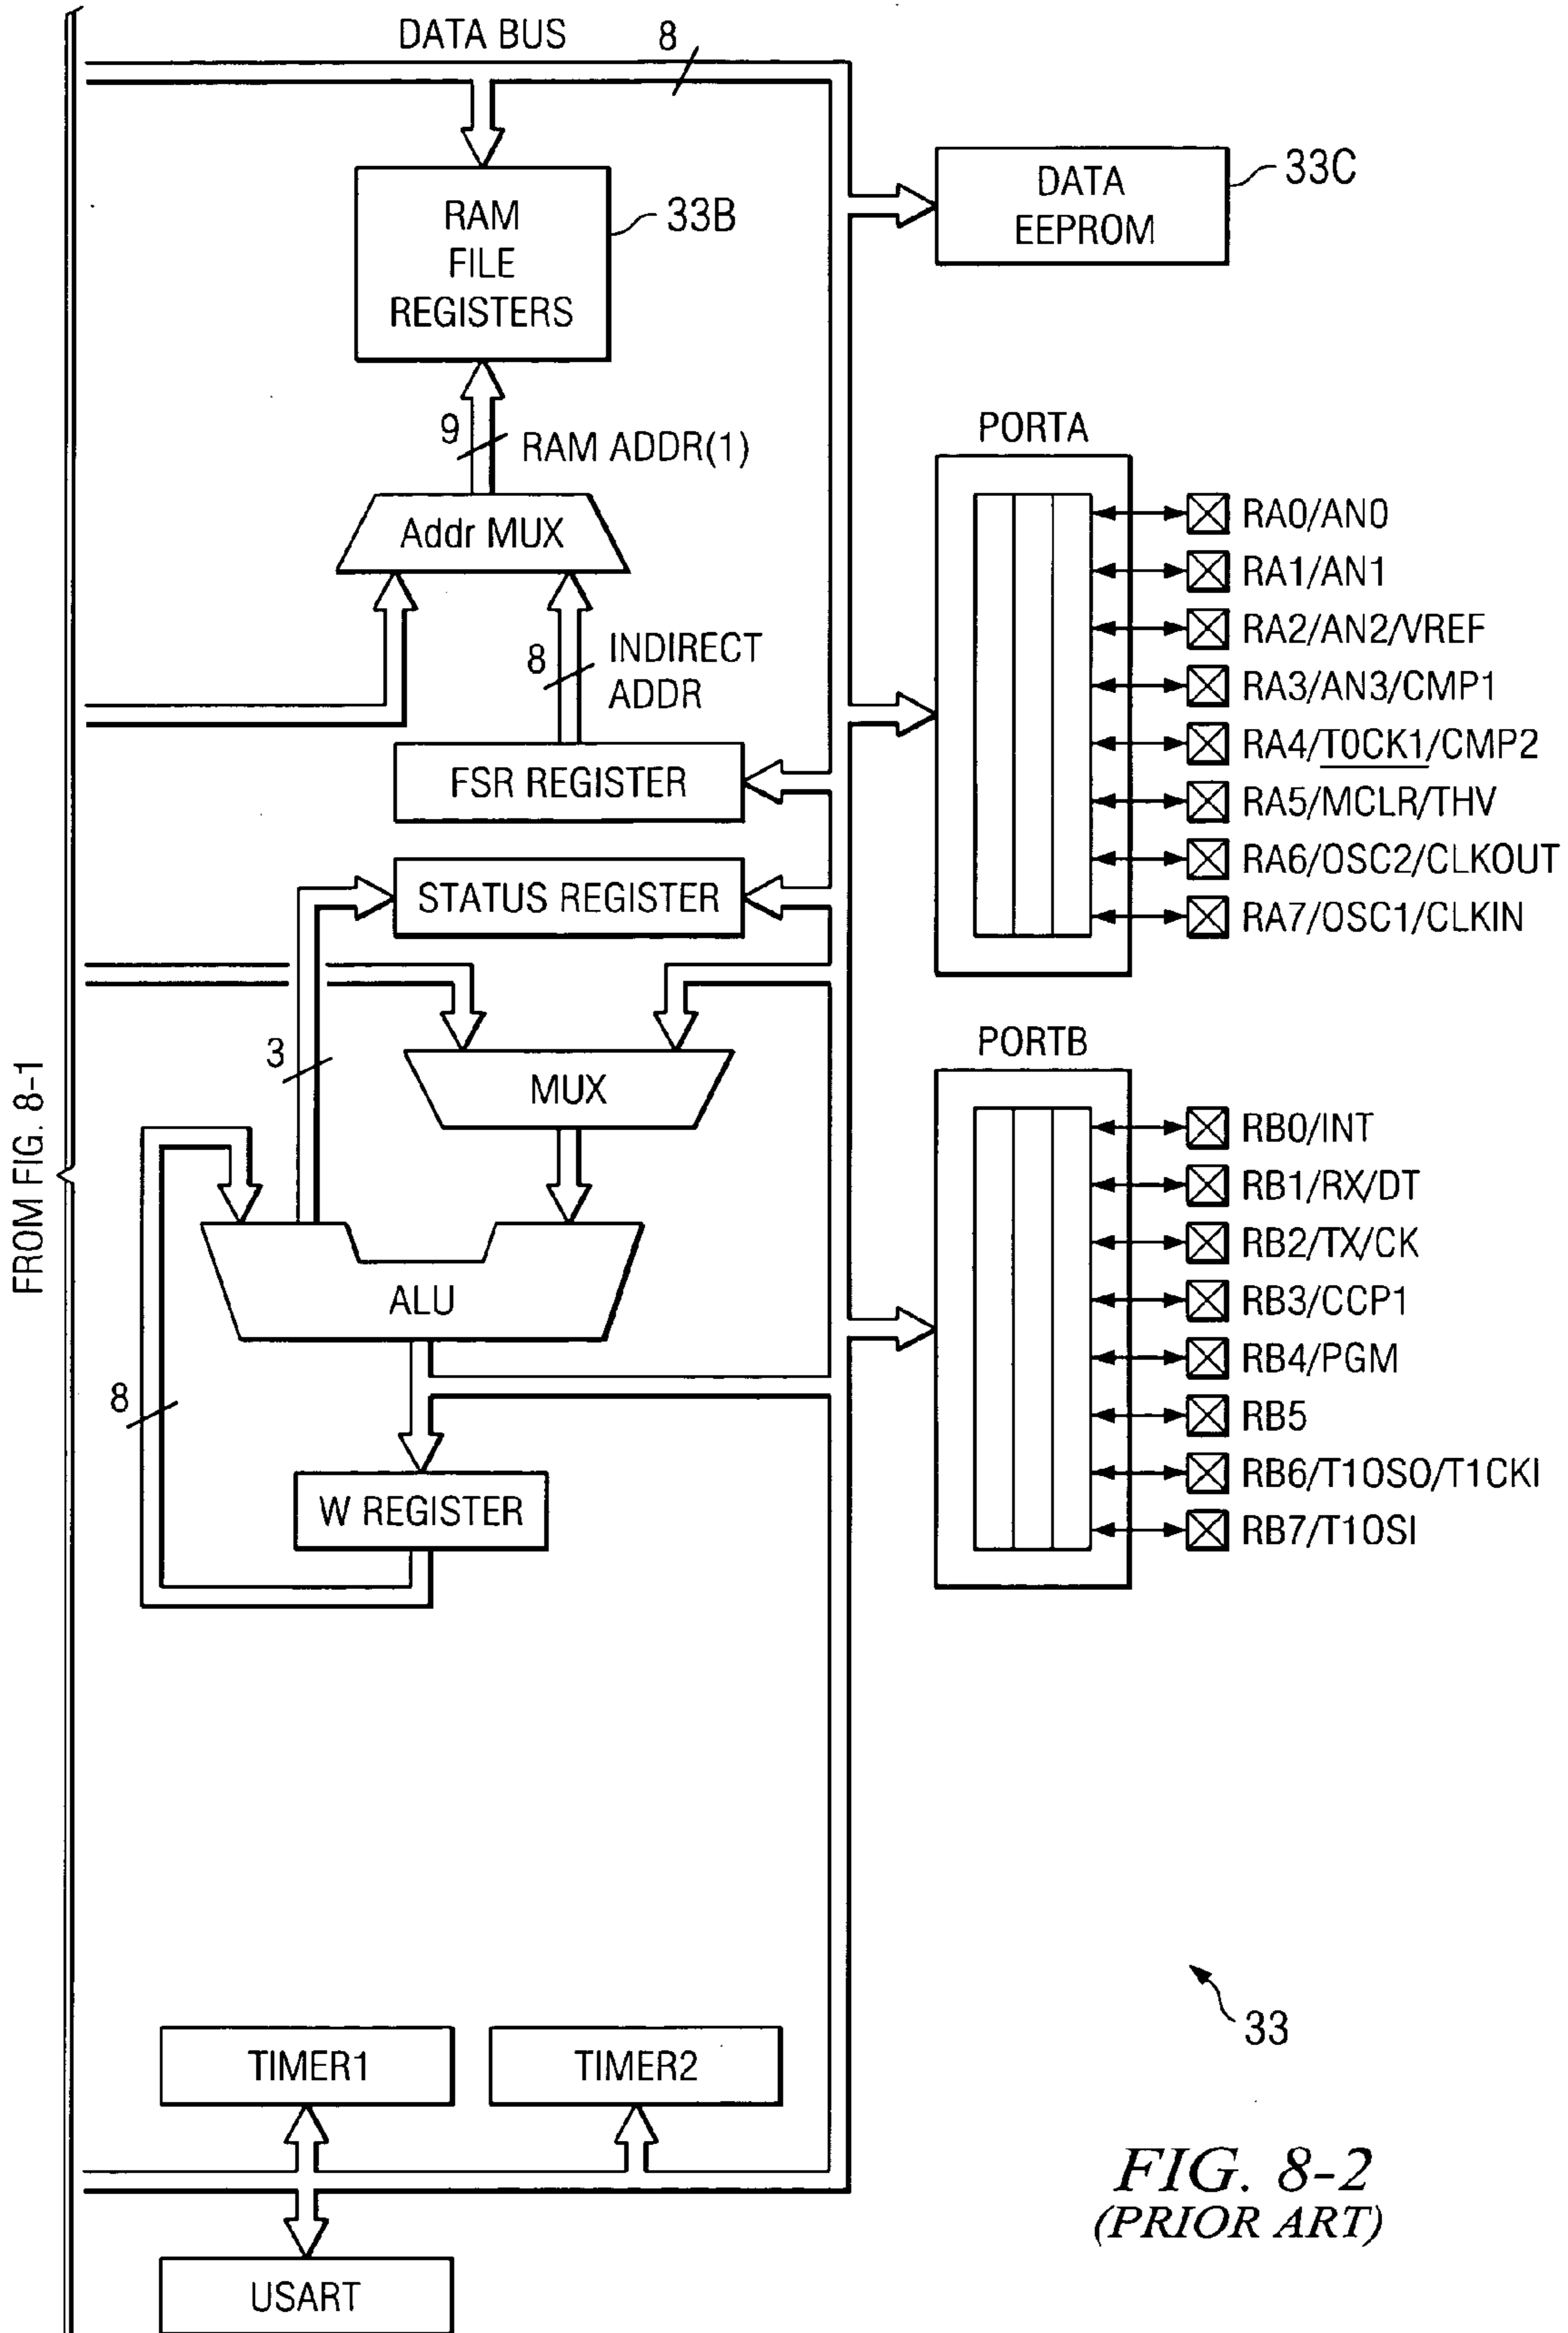 DATA BUS
8
RAM
FILE
REGISTERS
33B
DATA
EEPROM
33C
9
RAM ADDR(1)
Addr MUX
8
INDIRECT
ADDR
FSR REGISTER
STATUS REGISTER
3
MUX
ALU
8
W REGISTER
FROM FIG. 8-1
PORTA
RA0/AN0
RA1/AN1
RA2/AN2/VREF
RA3/AN3/CMP1
RA4/T0CK1/CMP2
RA5/MCLR/THV
RA6/OSC2/CLKOUT
RA7/OSC1/CLKIN
PORTB
RB0/INT
RB1/RX/DT
RB2/TX/CK
RB3/CCP1
RB4/PGM
RB5
RB6/T1OSO/T1CKI
RB7/T1OSI
TIMER1
TIMER2
USART
33
FIG. 8-2
(PRIOR ART)